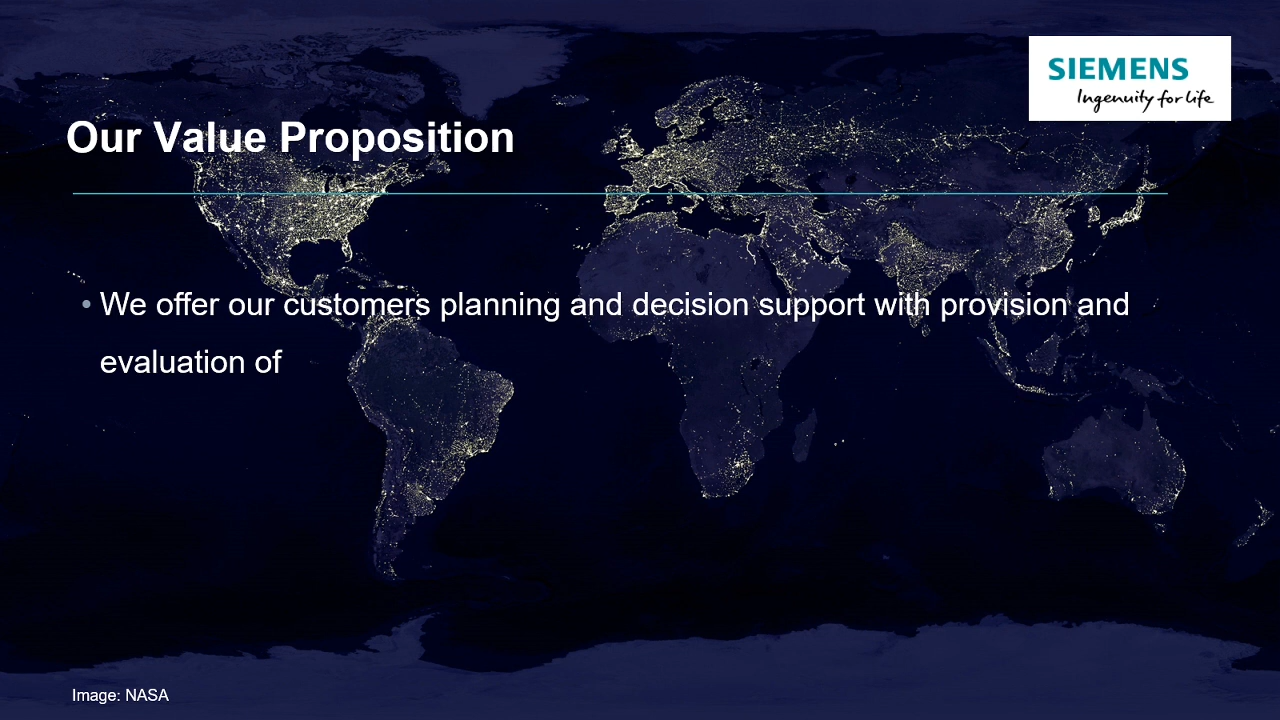 SIEMENS
Ingenuity for life
Our Value Proposition
• We offer our customers planning and decision support with provision and
evaluation of
Image: NASA